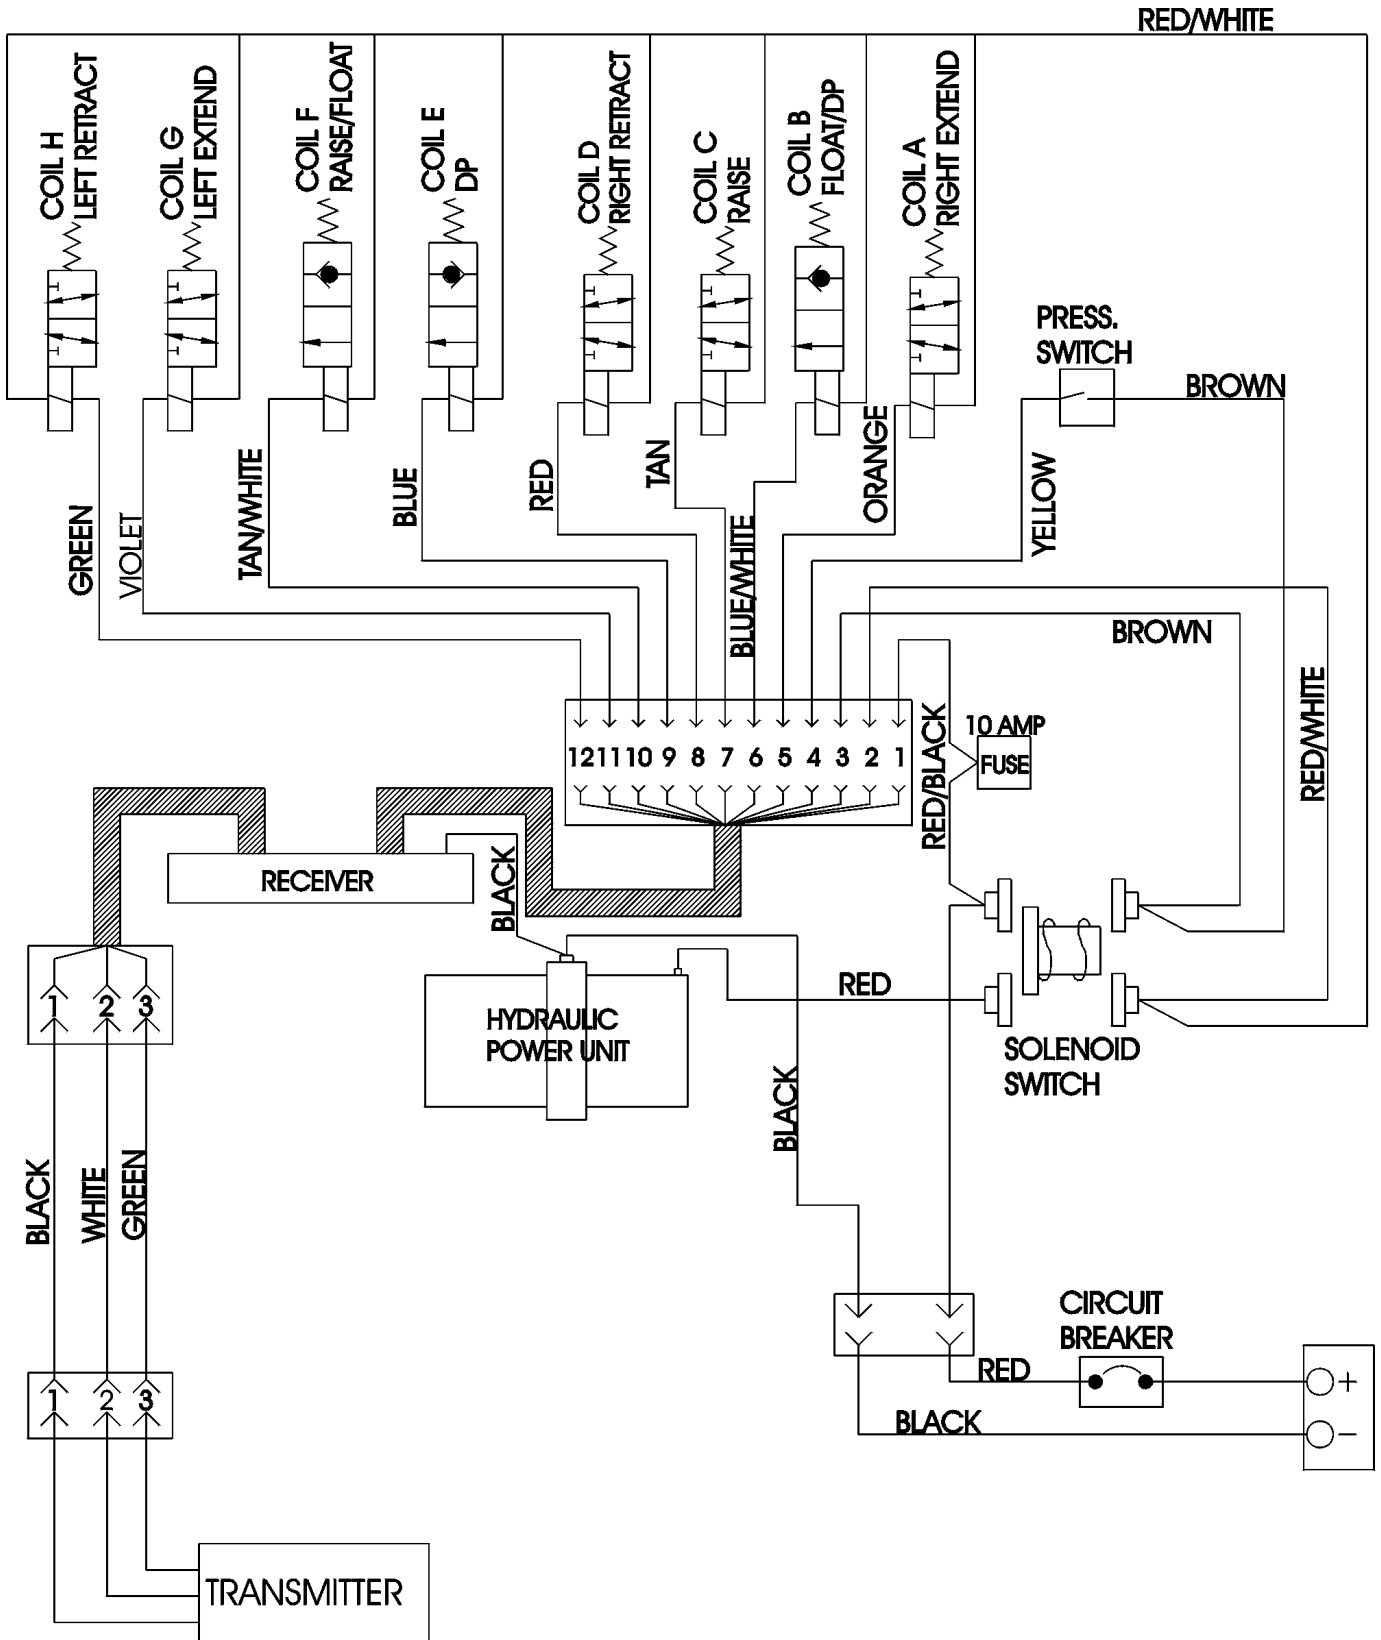 RED/WHITE
COIL H
LEFT RETRACT
COIL G
LEFT EXTEND
COIL F
RAISE/FLOAT
COIL E
DP
COIL D
RIGHT RETRACT
COIL C
RAISE
COIL B
FLOAT/DP
COIL A
RIGHT EXTEND
PRESS.
SWITCH
BROWN
GREEN
VIOLET
TAN/WHITE
BLUE
RED
TAN
BLUE/WHITE
ORANGE
YELLOW
BROWN
RED/WHITE
12 11 10 9 8 7 6 5 4 3 2 1
RED/BLACK
10 AMP
FUSE
RECEIVER
BLACK
1 2 3
HYDRAULIC
POWER UNIT
RED
SOLENOID
SWITCH
BLACK
BLACK
WHITE
GREEN
CIRCUIT
BREAKER
RED
+
BLACK
−
1 2 3
TRANSMITTER